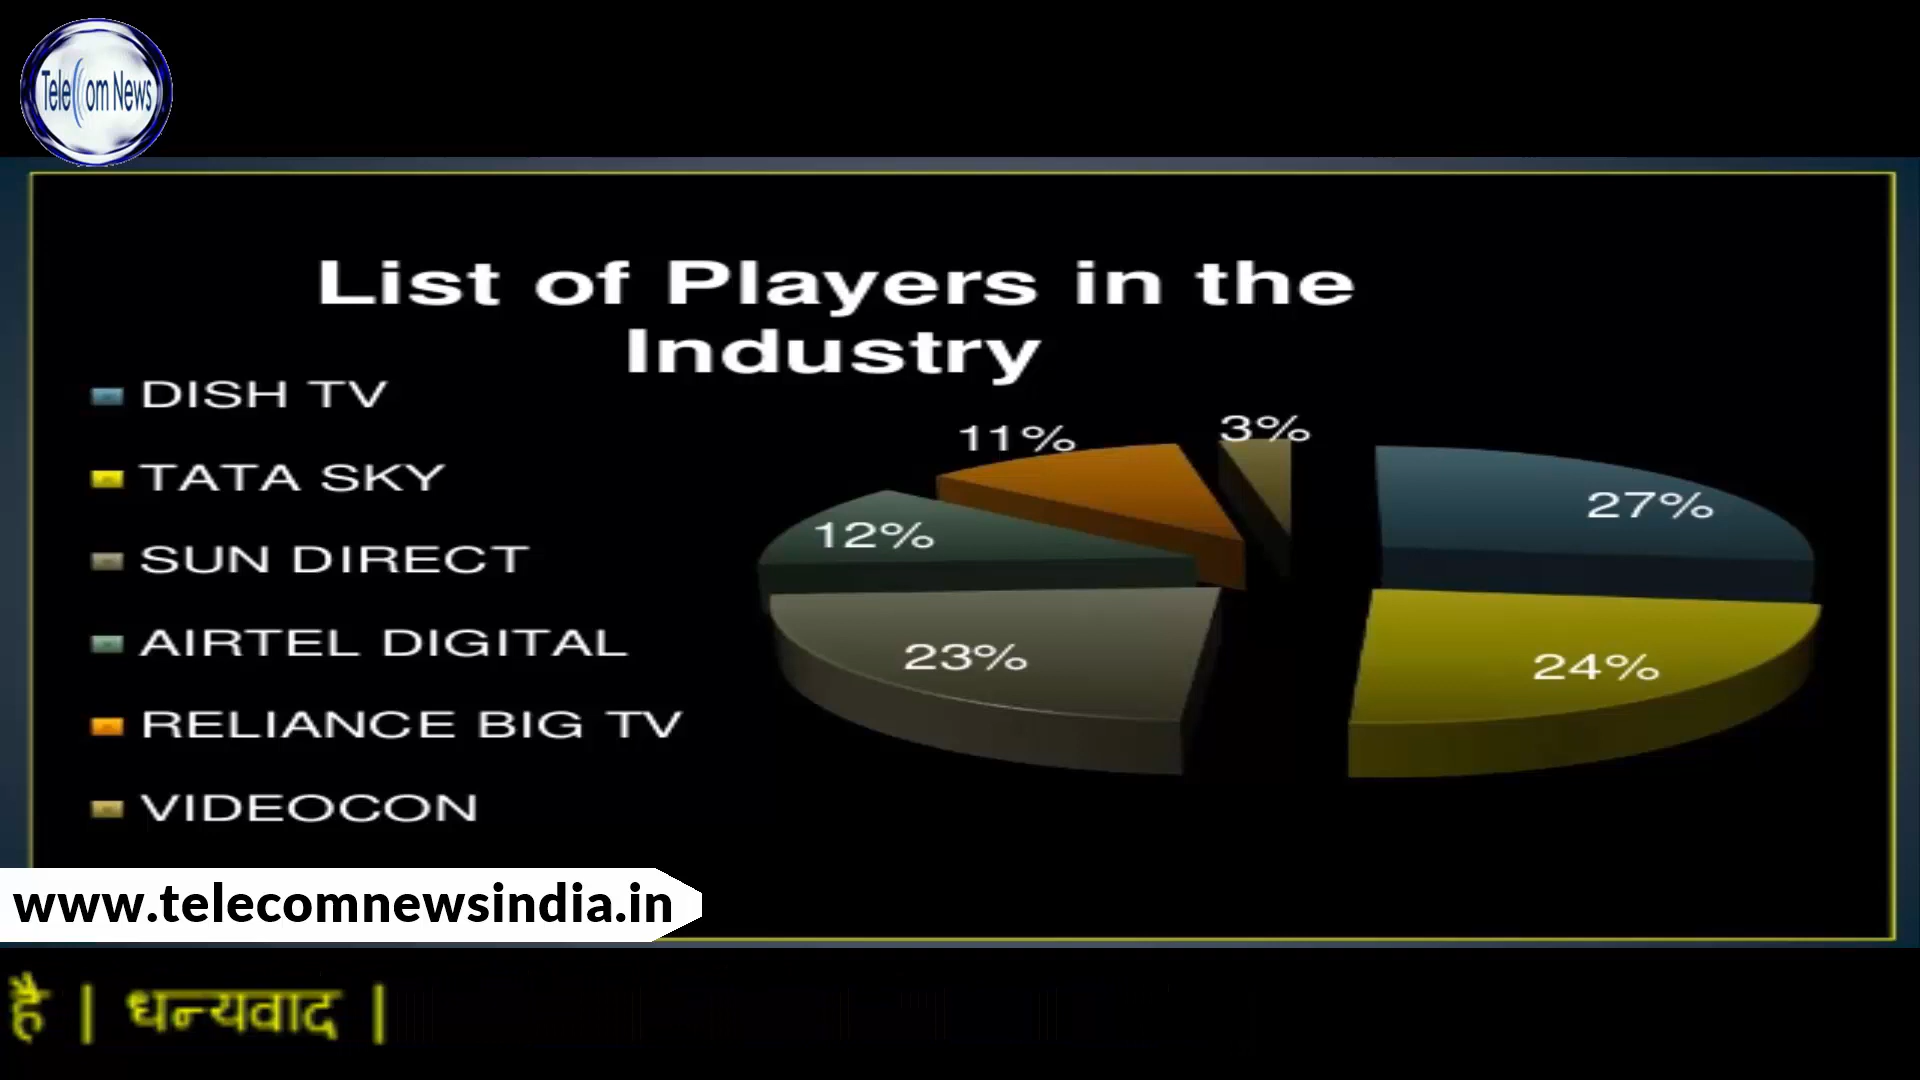 Tele((om News
List of Players in the
Industry
DISH TV
TATA SKY
SUN DIRECT
AIRTEL DIGITAL
RELIANCE BIG TV
VIDEOCON
11%
3%
27%
12%
23%
24%
www.telecomnewsindia.in
है | धन्यवाद |